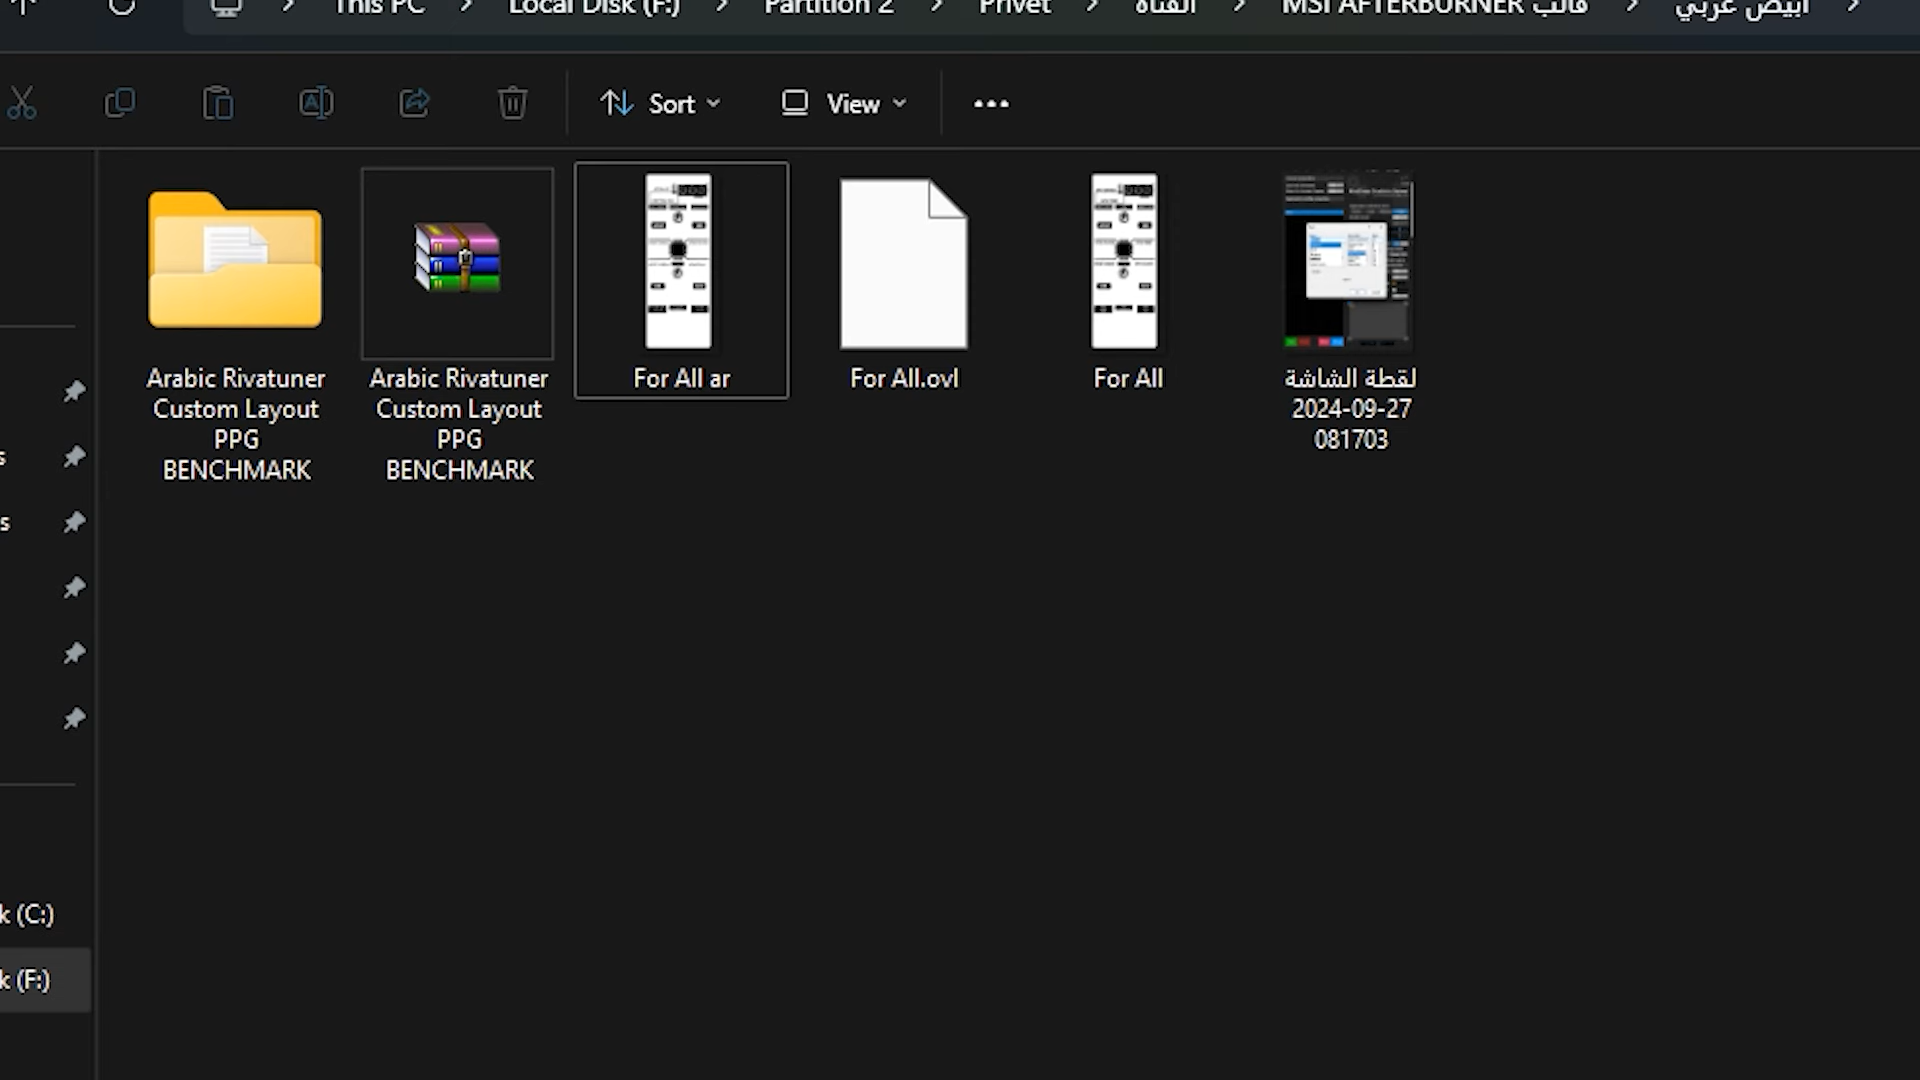 This PC > Local Disk (F:) > Partition 2 > Privet > القناة > MSI AFTERBURNER قالب > ابيض عربي >
Sort
View
Arabic Rivatuner
Custom Layout
PPG
BENCHMARK
Arabic Rivatuner
Custom Layout
PPG
BENCHMARK
For All ar
For All.ovl
For All
لقطة الشاشة
2024-09-27
081703
s
s
k (C:)
k (F:)